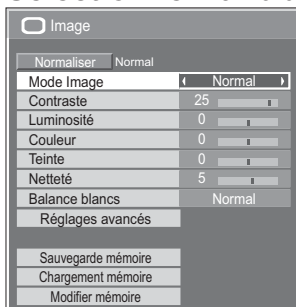 Image
Normaliser Normal
Mode Image Normal
Contraste 25
Luminosité 0
Couleur 0
Teinte 0
Netteté 5
Balance blancs Normal
Réglages avancés
Sauvegarde mémoire
Chargement mémoire
Modifier mémoire